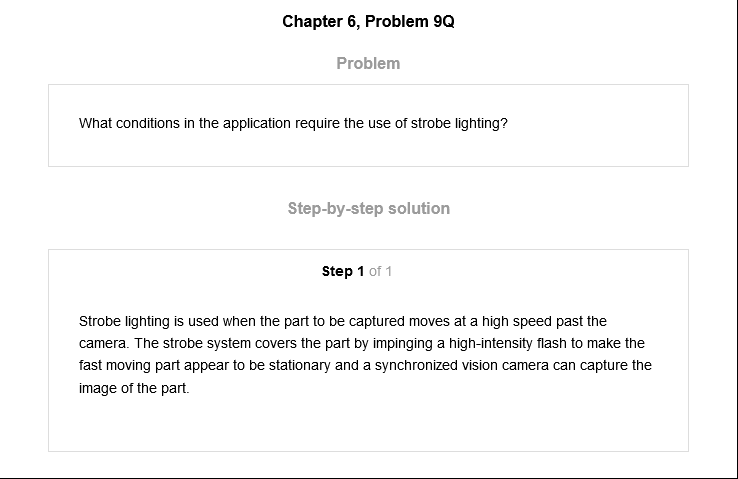 Chapter 6, Problem 9Q
Problem
What conditions in the application require the use of strobe lighting?
Step-by-step solution
Step 1 of 1
Strobe lighting is used when the part to be captured moves at a high speed past the
camera. The strobe system covers the part by impinging a high-intensity flash to make the
fast moving part appear to be stationary and a synchronized vision camera can capture the
image of the part.